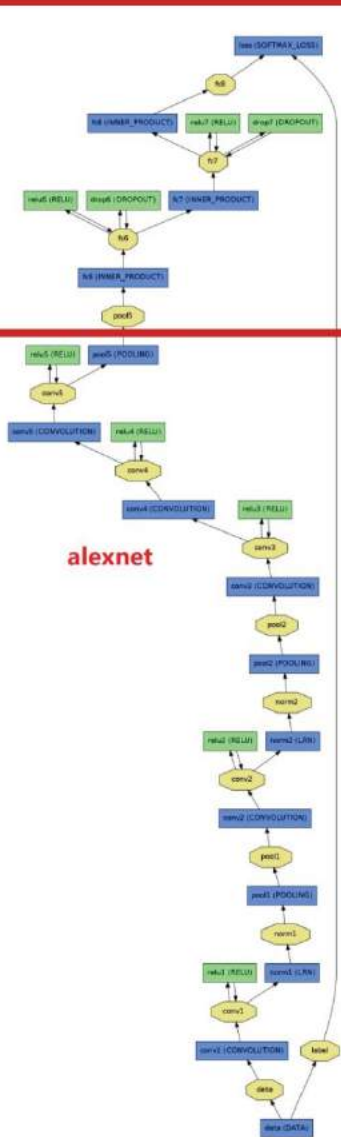 loss (SOFTMAX_LOSS)
fc8
fc8 (INNER_PRODUCT)
relu7 (RELU)
drop7 (DROPOUT)
fc7
relu6 (RELU)
drop6 (DROPOUT)
fc7 (INNER_PRODUCT)
fc6
fc6 (INNER_PRODUCT)
pool5
relu5 (RELU)
pool5 (POOLING)
conv5
conv5 (CONVOLUTION)
relu4 (RELU)
conv4
conv4 (CONVOLUTION)
relu3 (RELU)
conv3
alexnet
conv3 (CONVOLUTION)
pool2
pool2 (POOLING)
norm2
relu2 (RELU)
norm2 (LRN)
conv2
conv2 (CONVOLUTION)
pool1
pool1 (POOLING)
norm1
relu1 (RELU)
norm1 (LRN)
conv1
conv1 (CONVOLUTION)
label
data
data (DATA)